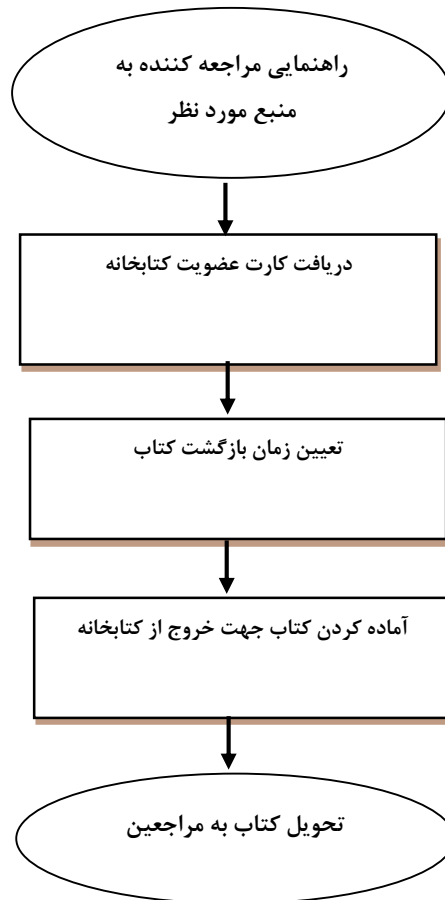 راهنمایی مراجعه کننده به
منبع مورد نظر
دریافت کارت عضویت کتابخانه
تعیین زمان بازگشت کتاب
آماده کردن کتاب جهت خروج از کتابخانه
تحویل کتاب به مراجعین